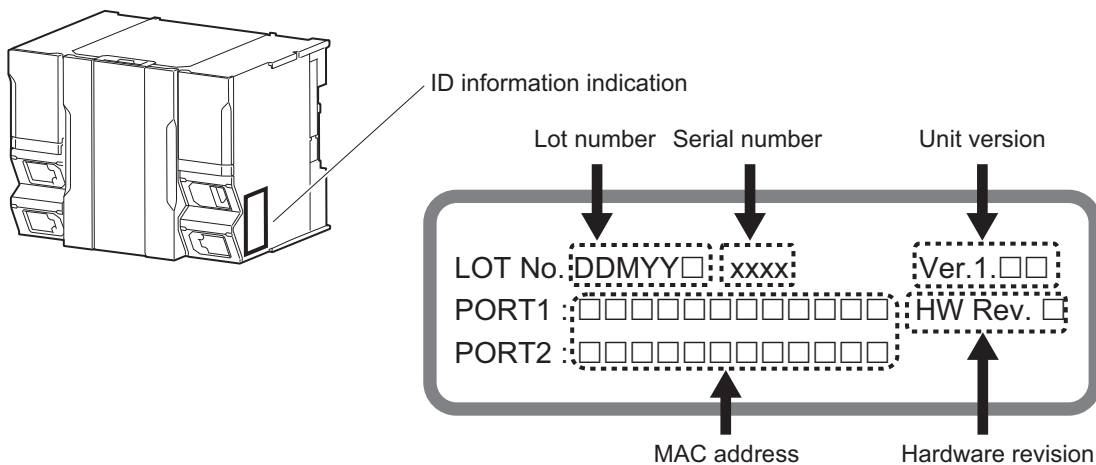 ID information indication
Lot number Serial number Unit version
LOT No. DDMYY□ xxxx Ver.1.□□
PORT1 : □□□□□□□□□□□□ HW Rev. □
PORT2 : □□□□□□□□□□□□
MAC address Hardware revision